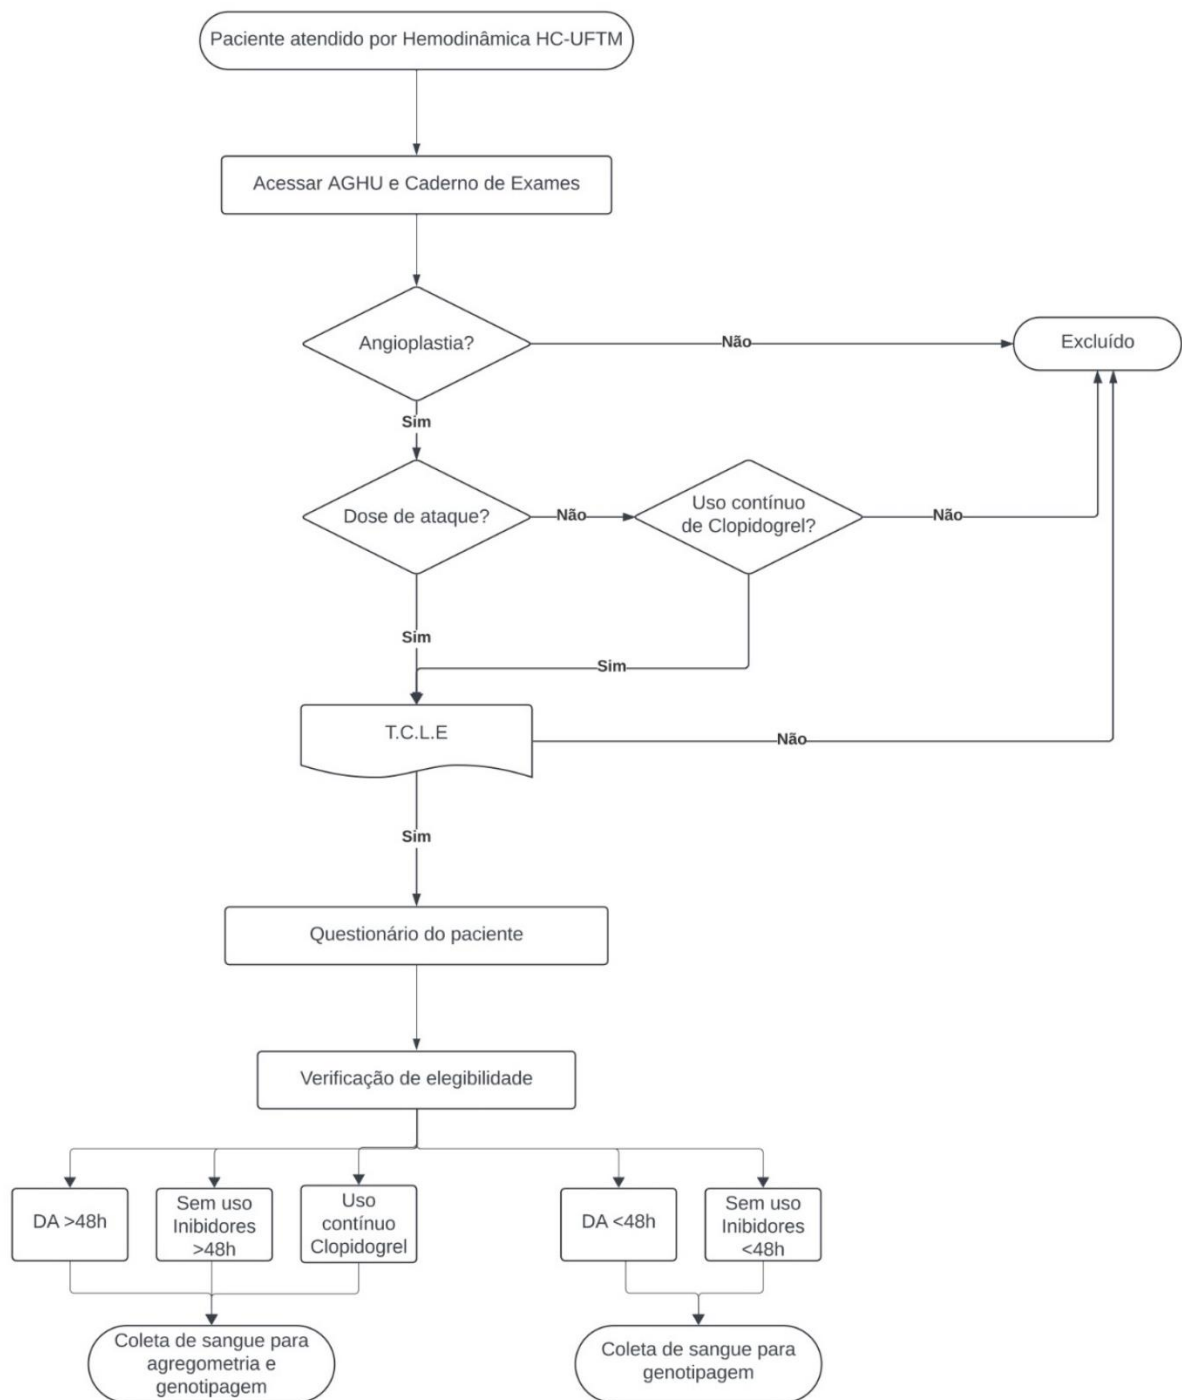 Paciente atendido por Hemodinâmica HC-UFTM
Acessar AGHU e Caderno de Exames
Angioplastia?
Não
Excluído
Sim
Dose de ataque?
Não
Uso contínuo
de Clopidogrel?
Não
Sim
Sim
T.C.L.E
Não
Sim
Questionário do paciente
Verificação de elegibilidade
DA >48h
Sem uso
Inibidores
>48h
Uso
contínuo
Clopidogrel
DA <48h
Sem uso
Inibidores
<48h
Coleta de sangue para
agregometria e
genotipagem
Coleta de sangue para
genotipagem